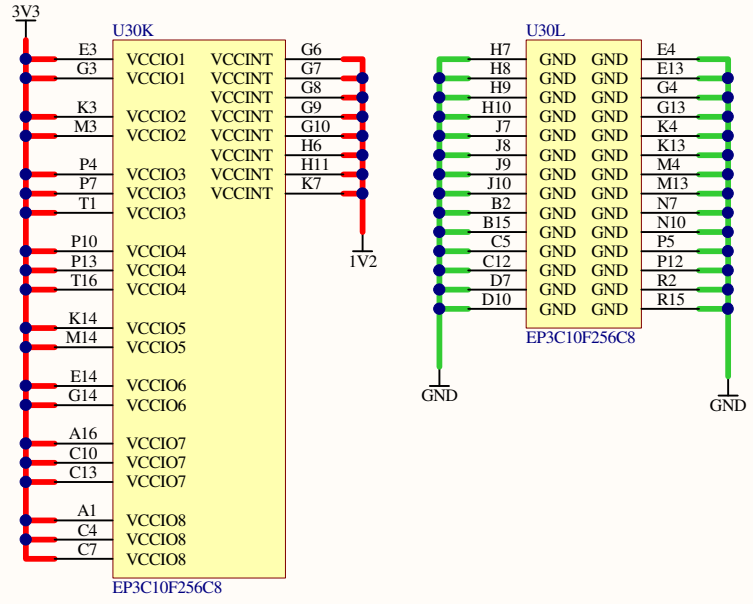 3V3
U30K
E3 VCCIO1 VCCINT G6
G3 VCCIO1 VCCINT G7
VCCINT G8
K3 VCCIO2 VCCINT G9
M3 VCCIO2 VCCINT G10
VCCINT H6
P4 VCCIO3 VCCINT H11
P7 VCCIO3 VCCINT K7
T1 VCCIO3
P10 VCCIO4
P13 VCCIO4
T16 VCCIO4
1V2
K14 VCCIO5
M14 VCCIO5
E14 VCCIO6
G14 VCCIO6
A16 VCCIO7
C10 VCCIO7
C13 VCCIO7
A1 VCCIO8
C4 VCCIO8
C7 VCCIO8
EP3C10F256C8
U30L
H7 GND GND E4
H8 GND GND E13
H9 GND GND G4
H10 GND GND G13
J7 GND GND K4
J8 GND GND K13
J9 GND GND M4
J10 GND GND M13
B2 GND GND N7
B15 GND GND N10
C5 GND GND P5
C12 GND GND P12
D7 GND GND R2
D10 GND GND R15
EP3C10F256C8
GND
GND